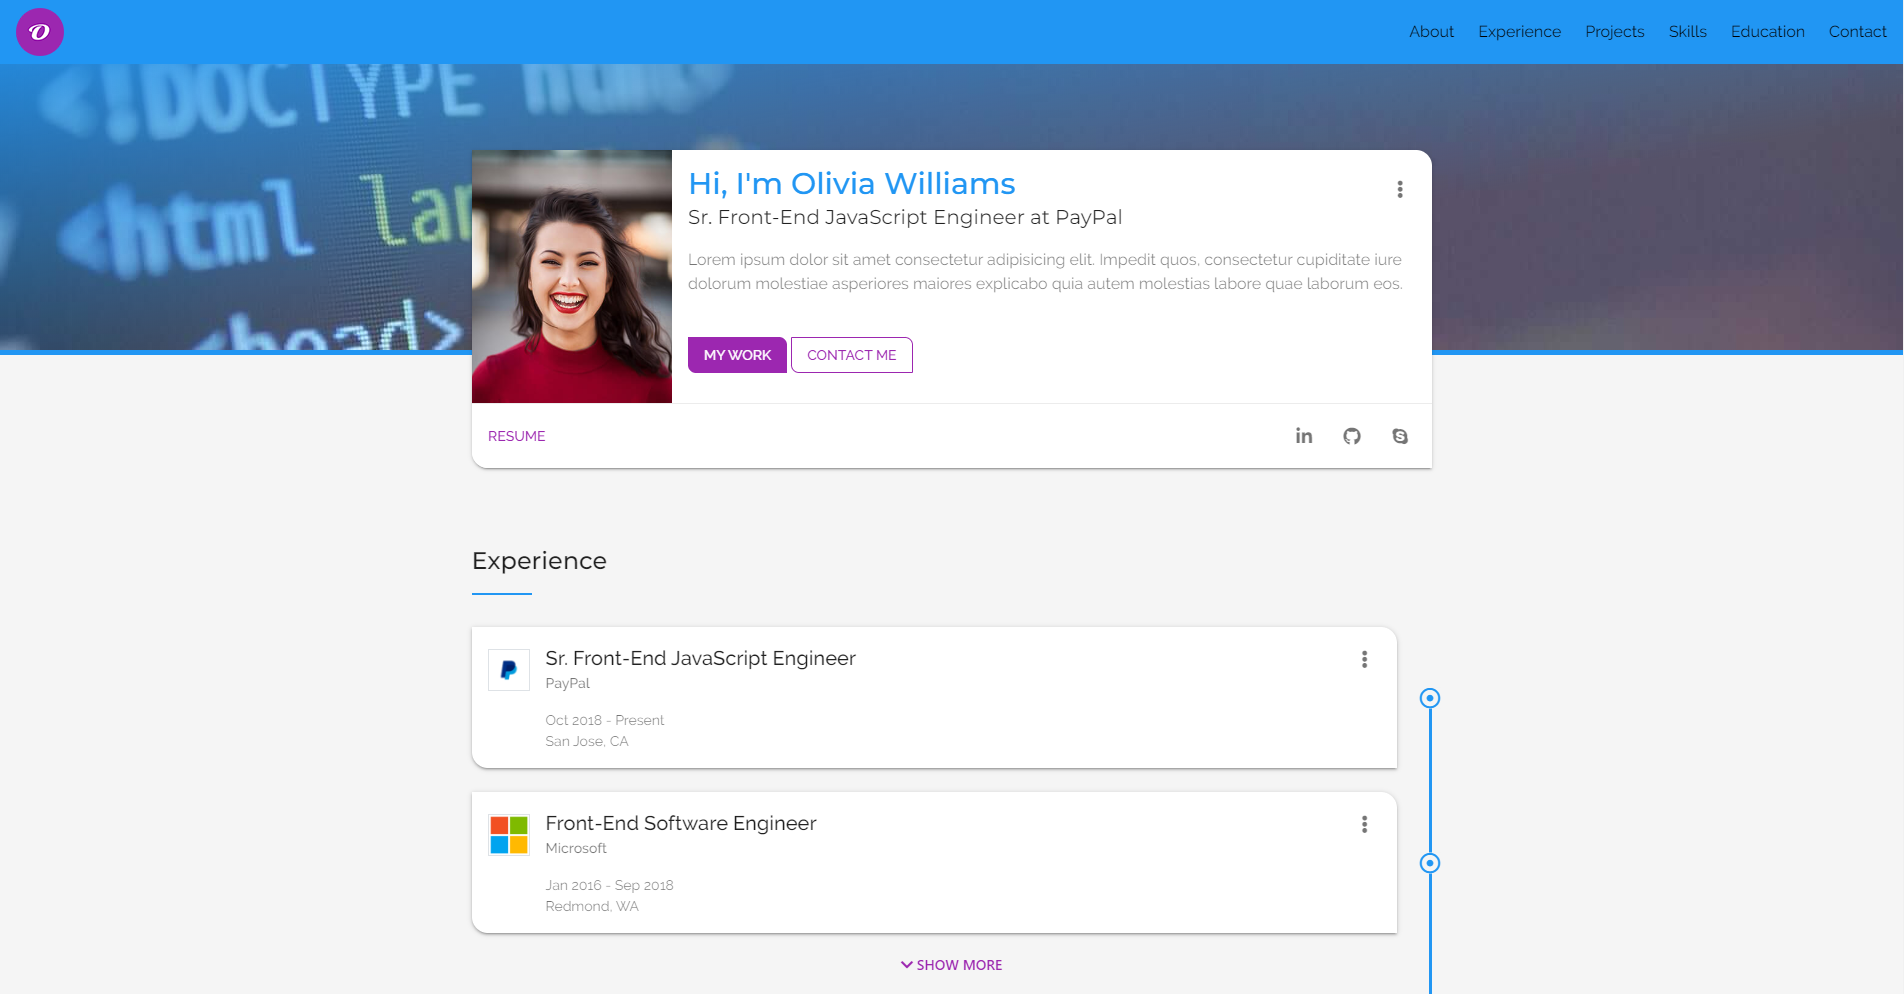 o
About Experience Projects Skills Education Contact
<!DOCTYPE html>
<html lan
<head>
Hi, I'm Olivia Williams
Sr. Front-End JavaScript Engineer at PayPal
Lorem ipsum dolor sit amet consectetur adipisicing elit. Impedit quos, consectetur cupiditate iure
dolorum molestiae asperiores maiores explicabo quia autem molestias labore quae laborum eos.
MY WORK CONTACT ME
RESUME
in
Experience
Sr. Front-End JavaScript Engineer
PayPal
Oct 2018 - Present
San Jose, CA
Front-End Software Engineer
Microsoft
Jan 2016 - Sep 2018
Redmond, WA
SHOW MORE